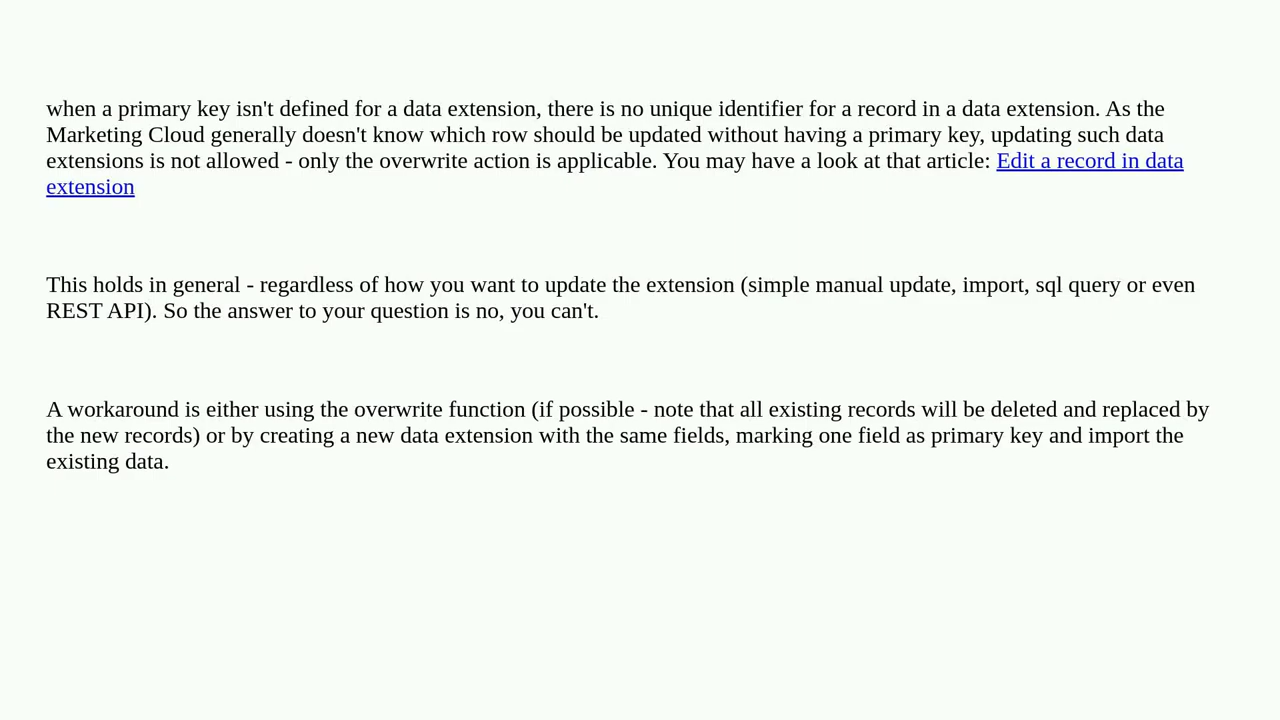 when a primary key isn't defined for a data extension, there is no unique identifier for a record in a data extension. As the
Marketing Cloud generally doesn't know which row should be updated without having a primary key, updating such data
extensions is not allowed - only the overwrite action is applicable. You may have a look at that article: Edit a record in data
extension
This holds in general - regardless of how you want to update the extension (simple manual update, import, sql query or even
REST API). So the answer to your question is no, you can't.
A workaround is either using the overwrite function (if possible - note that all existing records will be deleted and replaced by
the new records) or by creating a new data extension with the same fields, marking one field as primary key and import the
existing data.